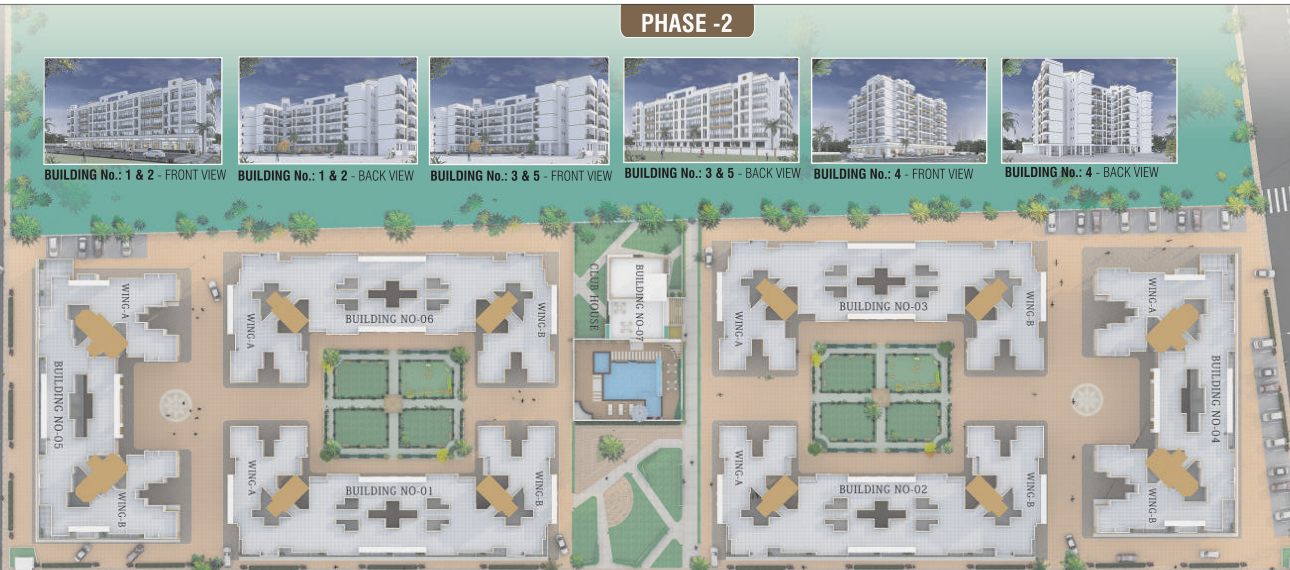 PHASE -2
BUILDING No.: 1 & 2 - FRONT VIEW
BUILDING No.: 1 & 2 - BACK VIEW
BUILDING No.: 3 & 5 - FRONT VIEW
BUILDING No.: 3 & 5 - BACK VIEW
BUILDING No.: 4 - FRONT VIEW
BUILDING No.: 4 - BACK VIEW
WING-A
BUILDING NO-05
WING-B
WING-A
BUILDING NO-06
WING-B
CLUB HOUSE
BUILDING NO-07
WING-A
BUILDING NO-03
WING-B
WING-A
BUILDING NO-04
WING-B
WING-A
BUILDING NO-01
WING-B
WING-A
BUILDING NO-02
WING-B